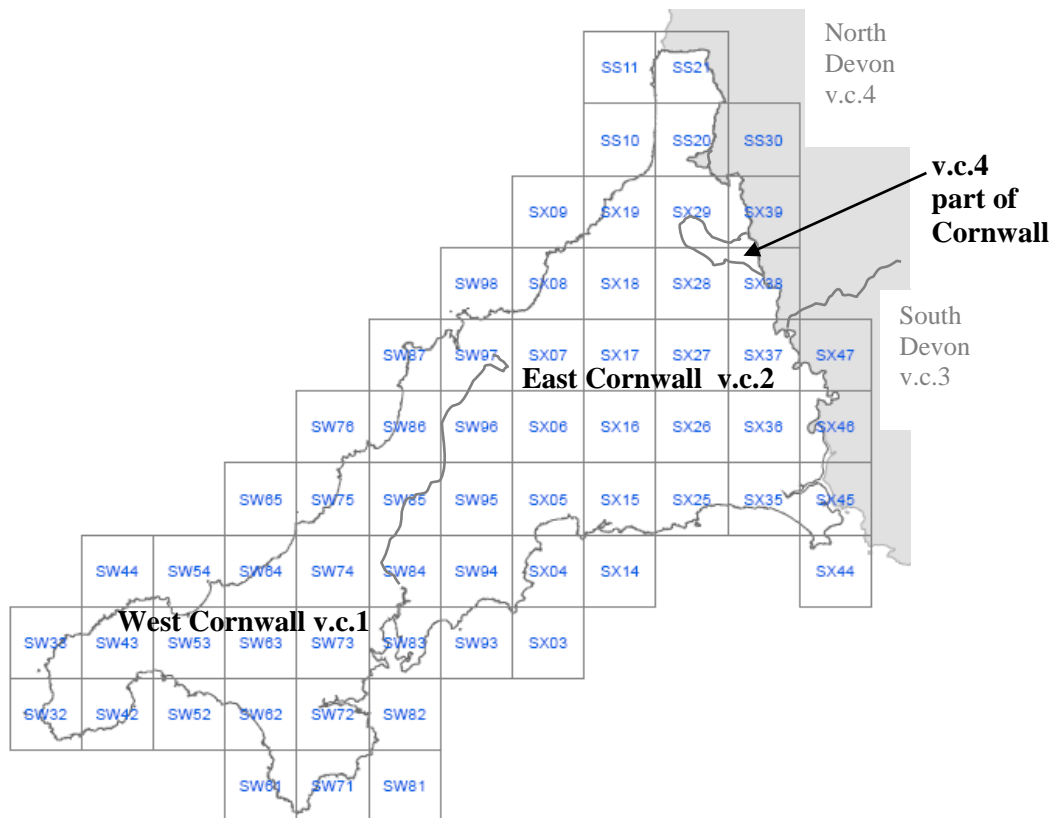 North
Devon
v.c.4
SS11 SS21
SS10 SS20 SS30
v.c.4
part of
Cornwall
SX09 SX19 SX29 SX39
SW98 SX08 SX18 SX28 SX38
South
Devon
v.c.3
SW87 SW97 SX07 SX17 SX27 SX37 SX47
East Cornwall v.c.2
SW76 SW86 SW96 SX06 SX16 SX26 SX36 SX46
SW65 SW75 SW85 SW95 SX05 SX15 SX25 SX35 SX45
SW44 SW54 SW64 SW74 SW84 SW94 SX04 SX14 SX44
West Cornwall v.c.1
SW33 SW43 SW53 SW63 SW73 SW83 SW93 SX03
SW32 SW42 SW52 SW62 SW72 SW82
SW61 SW71 SW81